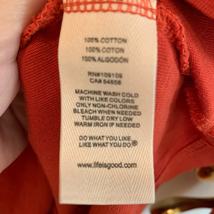 100% COTTON
100% COTON
100% ALGODÓN
RN#109109
CA# 54658
MACHINE WASH COLD
WITH LIKE COLORS
ONLY NON-CHLORINE
BLEACH WHEN NEEDED
TUMBLE DRY LOW
WARM IRON IF NEEDED
DO WHAT YOU LIKE.
LIKE WHAT YOU DO.®
www.lifeisgood.com